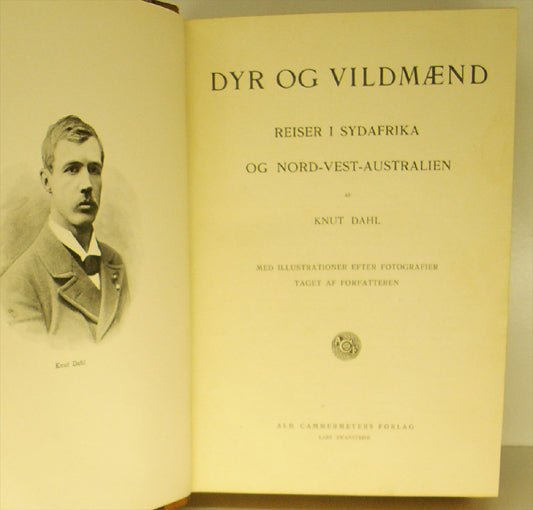 Knut Dahl
DYR OG VILDMÆND
REISER I SYDAFRIKA
OG NORD-VEST-AUSTRALIEN
AF
KNUT DAHL
MED ILLUSTRATIONER EFTER FOTOGRAFIER
TAGET AF FORFATTEREN
ALB. CAMMERMEYERS FORLAG
LARS SWANSTRØM